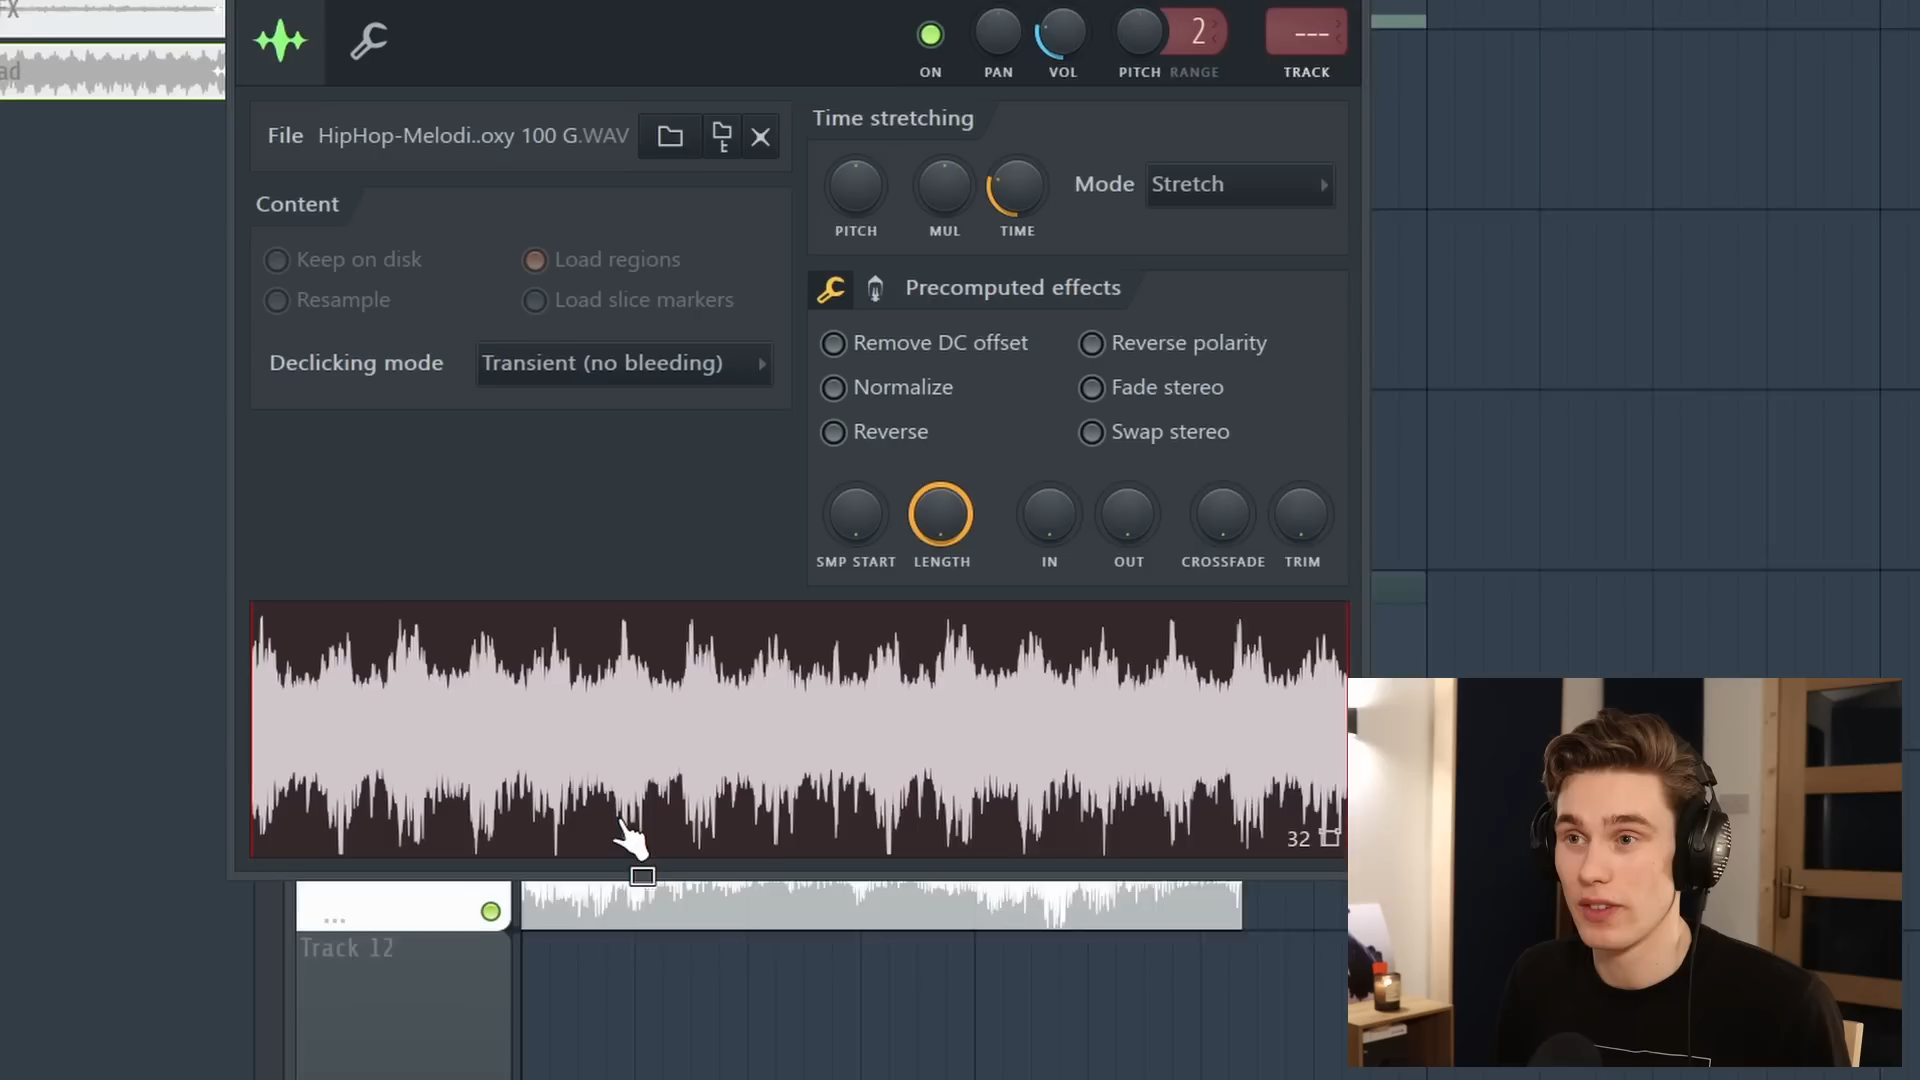 FX
ad
2
---
ON
PAN
VOL
PITCH RANGE
TRACK
File HipHop-Melodi..oxy 100 G.WAV
Time stretching
PITCH
MUL
TIME
Mode Stretch
Content
Keep on disk
Load regions
Resample
Load slice markers
Declicking mode Transient (no bleeding)
Precomputed effects
Remove DC offset
Reverse polarity
Normalize
Fade stereo
Reverse
Swap stereo
SMP START
LENGTH
IN
OUT
CROSSFADE
TRIM
32
...
Track 12